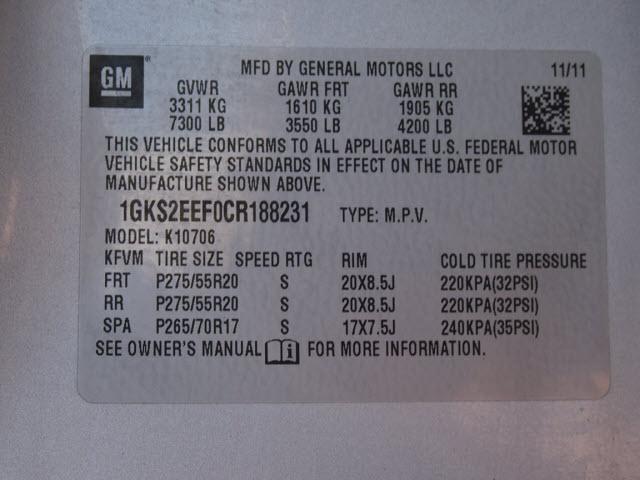 GM ® MFD BY GENERAL MOTORS LLC 11/11
GVWR GAWR FRT GAWR RR
3311 KG 1610 KG 1905 KG
7300 LB 3550 LB 4200 LB
THIS VEHICLE CONFORMS TO ALL APPLICABLE U.S. FEDERAL MOTOR
VEHICLE SAFETY STANDARDS IN EFFECT ON THE DATE OF
MANUFACTURE SHOWN ABOVE.
1GKS2EEF0CR188231 TYPE: M.P.V.
MODEL: K10706
KFVM TIRE SIZE SPEED RTG RIM COLD TIRE PRESSURE
FRT P275/55R20 S 20X8.5J 220KPA(32PSI)
RR P275/55R20 S 20X8.5J 220KPA(32PSI)
SPA P265/70R17 S 17X7.5J 240KPA(35PSI)
SEE OWNER'S MANUAL i FOR MORE INFORMATION.